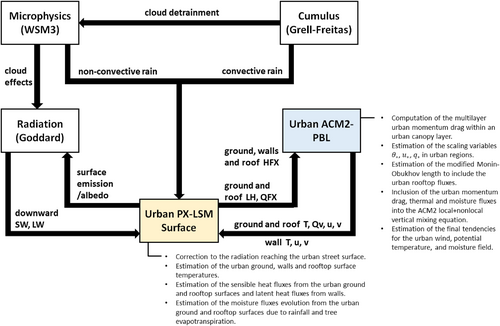 Microphysics
(WSM3)
cloud detrainment
Cumulus
(Grell-Freitas)
cloud
effects
non-convective rain
convective rain
Radiation
(Goddard)
ground, walls
and roof HFX
Urban ACM2-
PBL
surface
emission
/albedo
ground and
roof LH, QFX
downward
SW, LW
Urban PX-LSM
Surface
ground and roof T, Qv, u, v
wall T, u, v
• Computation of the multilayer
urban momentum drag within an
urban canopy layer.
• Estimation of the scaling variables
θ*, u*, q* in urban regions.
• Estimation of the modified Monin-
Obukhov length to include the
urban rooftop fluxes.
• Inclusion of the urban momentum
drag, thermal and moisture fluxes
into the ACM2 local+nonlocal
vertical mixing equation.
• Estimation of the final tendencies
for the urban wind, potential
temperature, and moisture field.
• Correction to the radiation reaching the urban street surface.
• Estimation of the urban ground, walls and rooftop surface
temperatures.
• Estimation of the sensible heat fluxes from the urban ground
and rooftop surfaces and latent heat fluxes from walls.
• Estimation of the moisture fluxes evolution from the urban
ground and rooftop surfaces due to rainfall and tree
evapotranspiration.